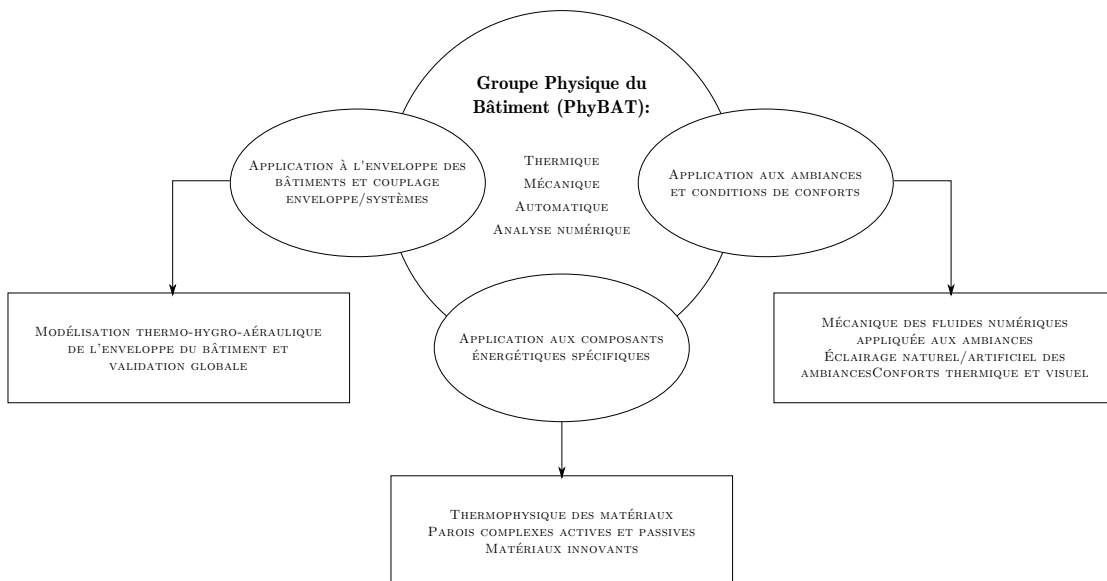 Groupe Physique du
Bâtiment (PhyBAT):
Thermique
Mécanique
Automatique
Analyse numérique
Application à l'enveloppe des
bâtiments et couplage
enveloppe/systèmes
Application aux ambiances
et conditions de conforts
Application aux composants
énergétiques spécifiques
Modélisation thermo-hygro-aéraulique
de l'enveloppe du bâtiment et
validation globale
Mécanique des fluides numériques
appliquée aux ambiances
Éclairage naturel/artificiel des
ambiancesConforts thermique et visuel
Thermophysique des matériaux
Parois complexes actives et passives
Matériaux innovants